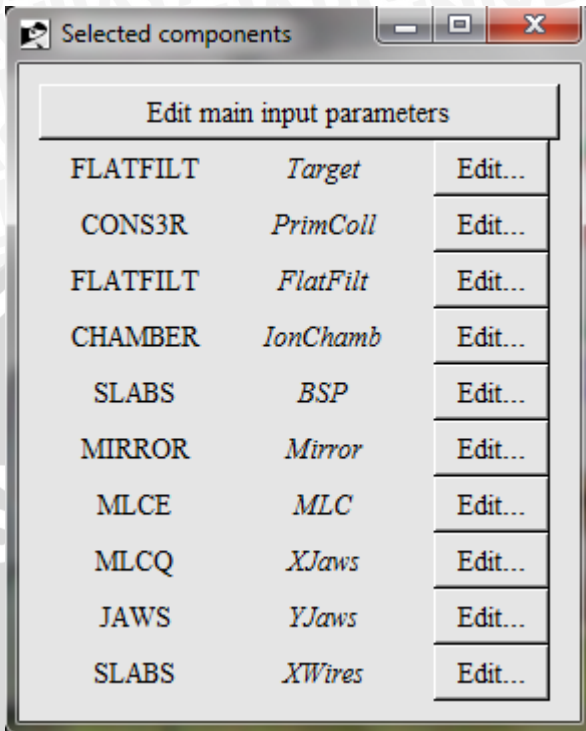 Selected components
Edit main input parameters
FLATFILT Target Edit...
CONS3R PrimColl Edit...
FLATFILT FlatFilt Edit...
CHAMBER IonChamb Edit...
SLABS BSP Edit...
MIRROR Mirror Edit...
MLCE MLC Edit...
MLCQ XJaws Edit...
JAWS YJaws Edit...
SLABS XWires Edit...